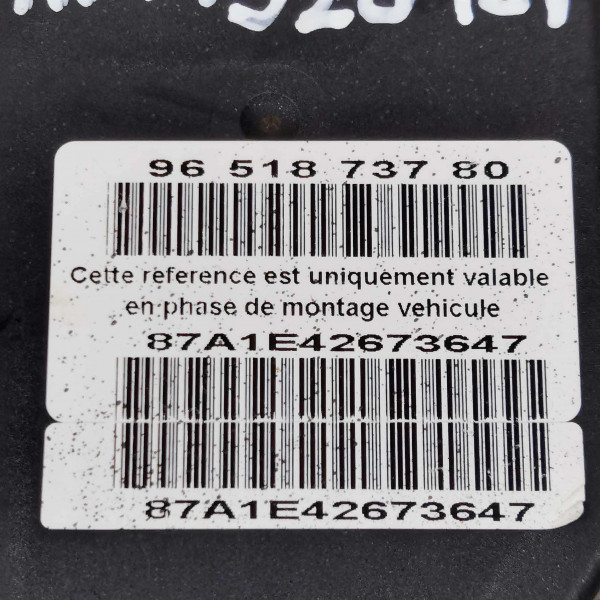 96 518 737 80
Cette reference est uniquement valable
en phase de montage vehicule
87A1E42673647
87A1E42673647